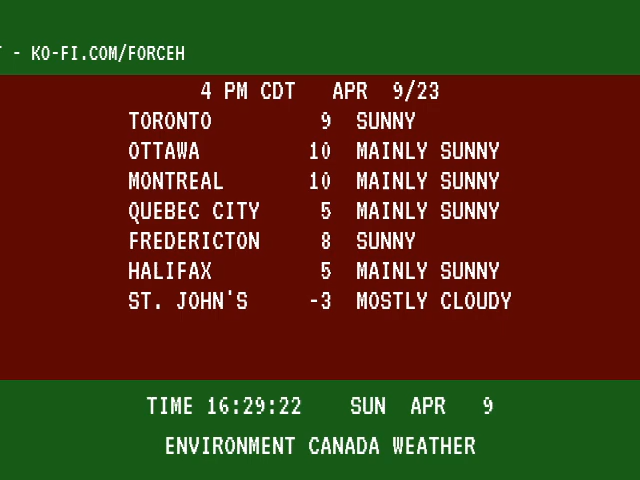 - KO-FI.COM/FORCEH
4 PM CDT   APR  9/23
TORONTO         9  SUNNY
OTTAWA         10  MAINLY SUNNY
MONTREAL       10  MAINLY SUNNY
QUEBEC CITY     5  MAINLY SUNNY
FREDERICTON     8  SUNNY
HALIFAX         5  MAINLY SUNNY
ST. JOHN'S     -3  MOSTLY CLOUDY
TIME 16:29:22    SUN  APR   9
ENVIRONMENT CANADA WEATHER